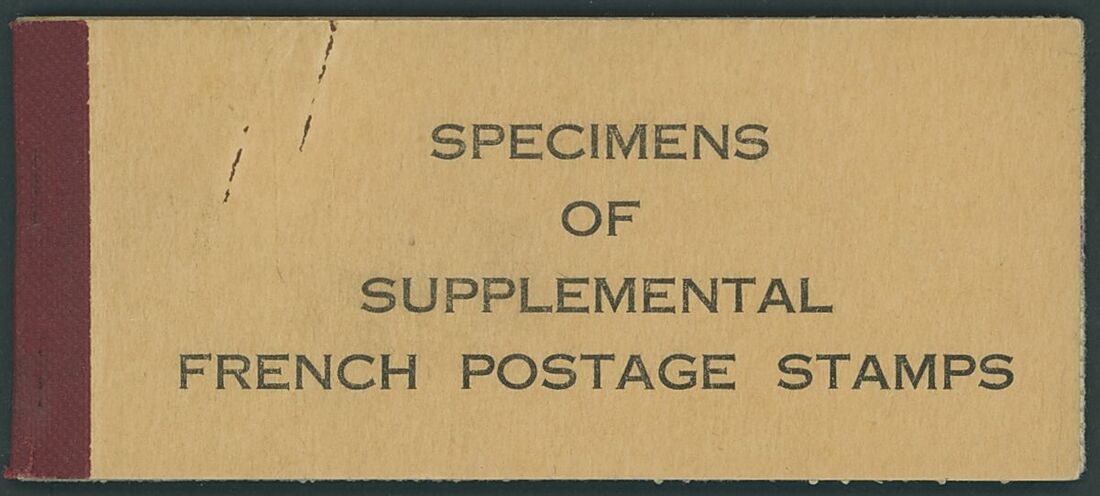 SPECIMENS
OF
SUPPLEMENTAL
FRENCH POSTAGE STAMPS